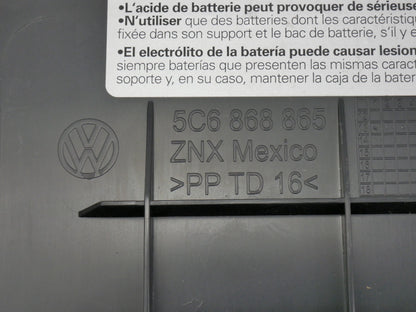 •L'acide de batterie peut provoquer de sérieuse
•N'utiliser que des batteries dont les caractéristiqu
fixée dans son support et le bac de batterie, s'il y e
•El electrólito de la batería puede causar lesion
siempre baterías que presenten las mismas caract
soporte y, en su caso, mantener la caja de la bater
5C6 868 865
ZNX Mexico
>PP TD 16<